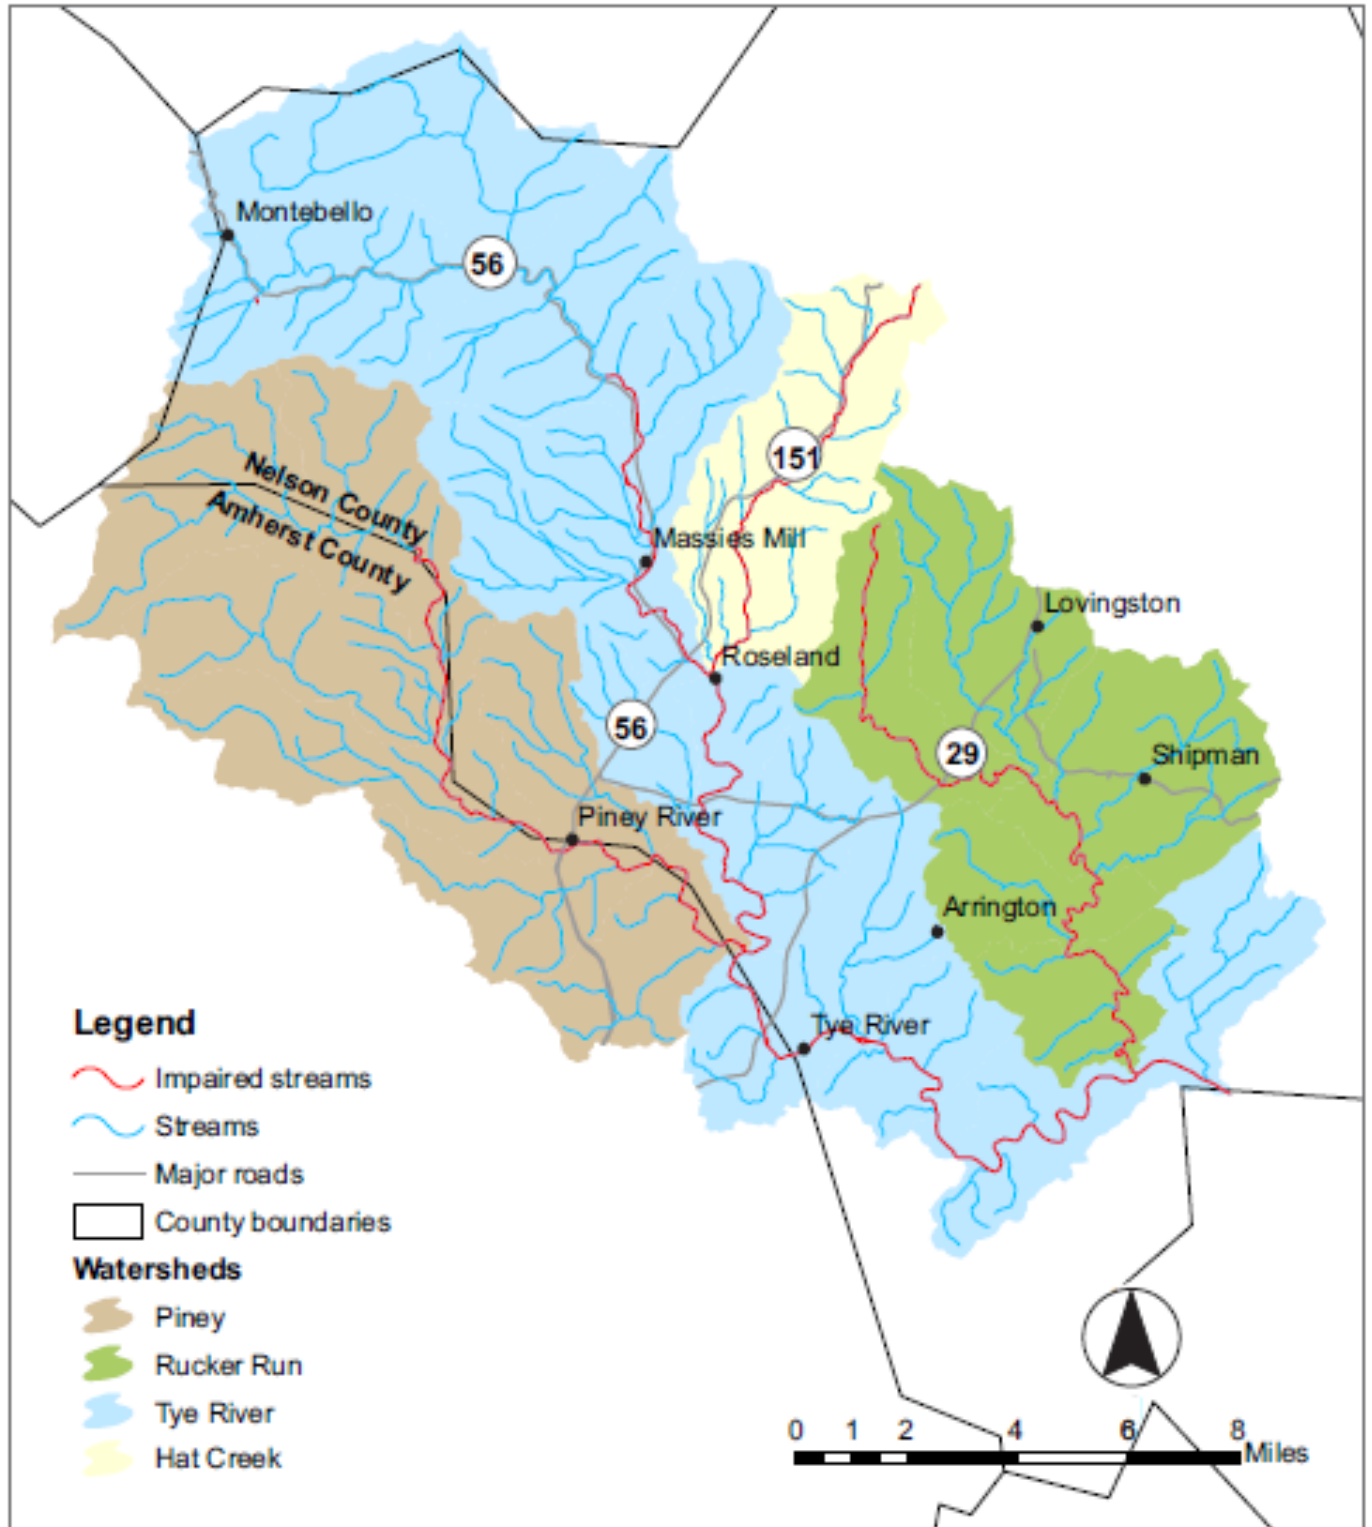 Montebello
56
151
Nelson County
Amherst County
Massies Mill
Lovingston
Roseland
56
29
Shipman
Piney River
Arrington
Tye River
Legend
Impaired streams
Streams
Major roads
County boundaries
Watersheds
Piney
Rucker Run
Tye River
Hat Creek
0 1 2 4 6 8
Miles